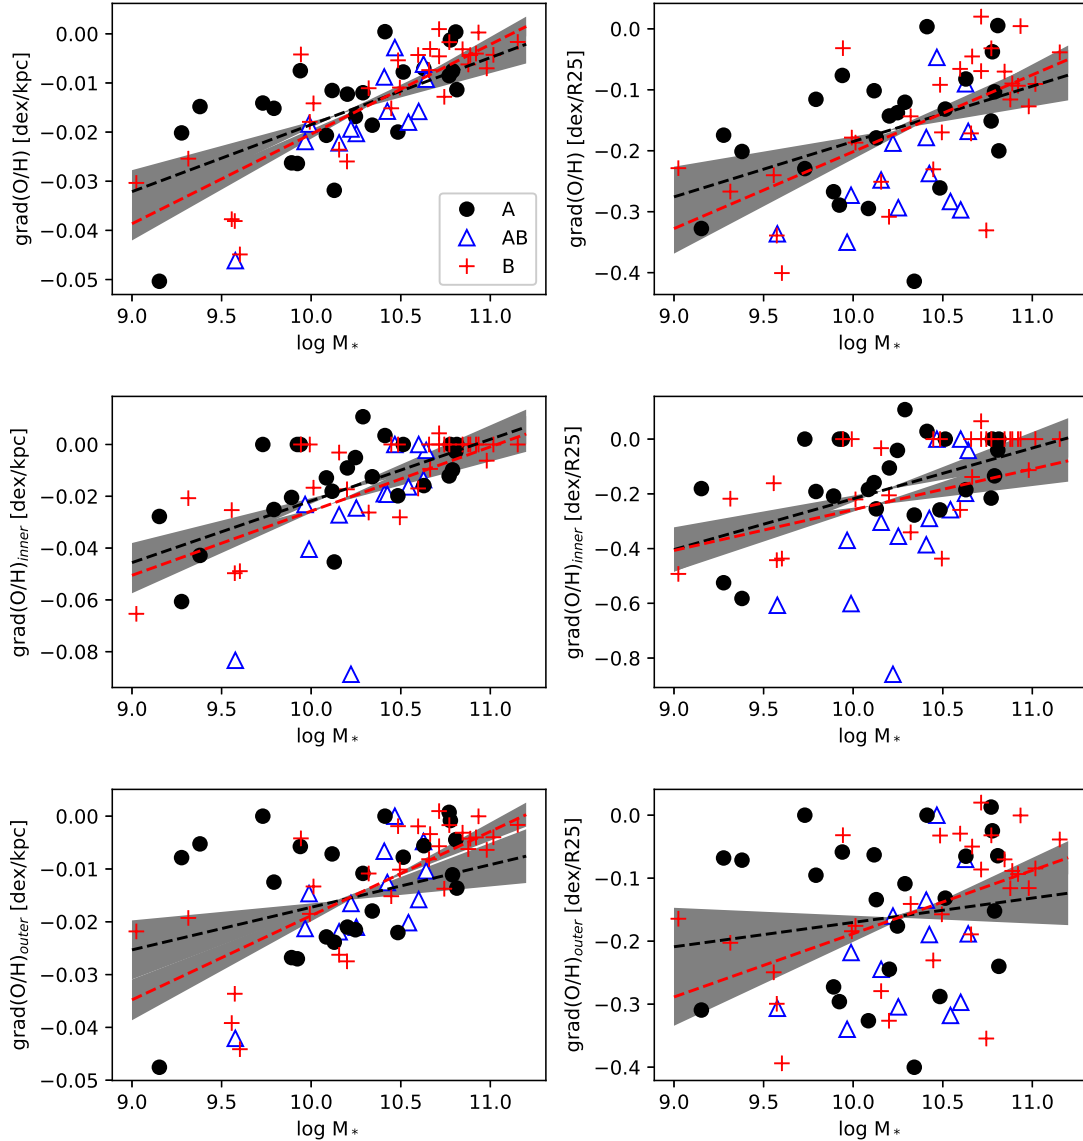 0.00
−0.01
−0.02
−0.03
−0.04
−0.05
grad(O/H) [dex/kpc]
A
AB
B
9.0 9.5 10.0 10.5 11.0
log M*
0.0
−0.1
−0.2
−0.3
−0.4
grad(O/H) [dex/R25]
9.0 9.5 10.0 10.5 11.0
log M*
0.00
−0.02
−0.04
−0.06
−0.08
grad(O/H)inner [dex/kpc]
9.0 9.5 10.0 10.5 11.0
log M*
0.0
−0.2
−0.4
−0.6
−0.8
grad(O/H)inner [dex/R25]
9.0 9.5 10.0 10.5 11.0
log M*
0.00
−0.01
−0.02
−0.03
−0.04
−0.05
grad(O/H)outer [dex/kpc]
9.0 9.5 10.0 10.5 11.0
log M*
0.0
−0.1
−0.2
−0.3
−0.4
grad(O/H)outer [dex/R25]
9.0 9.5 10.0 10.5 11.0
log M*